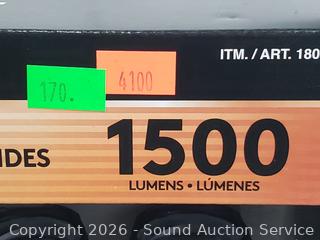 ITM. / ART. 180
4100
170.
IDES
1500
LUMENS • LÚMENES
Copyright 2026 - Sound Auction Service